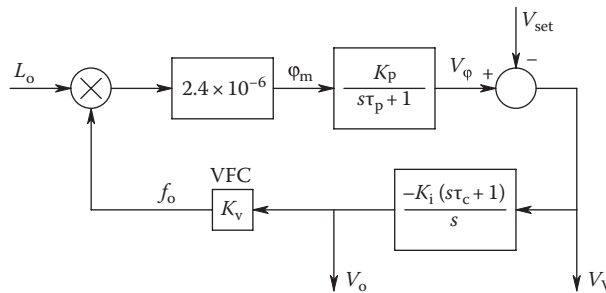 V_set
L_o
2.4 × 10⁻⁶
φ_m
K_p
sτ_p + 1
V_φ
+
−
VFC
f_o
K_v
−K_i (sτ_c + 1)
s
V_o
V_V